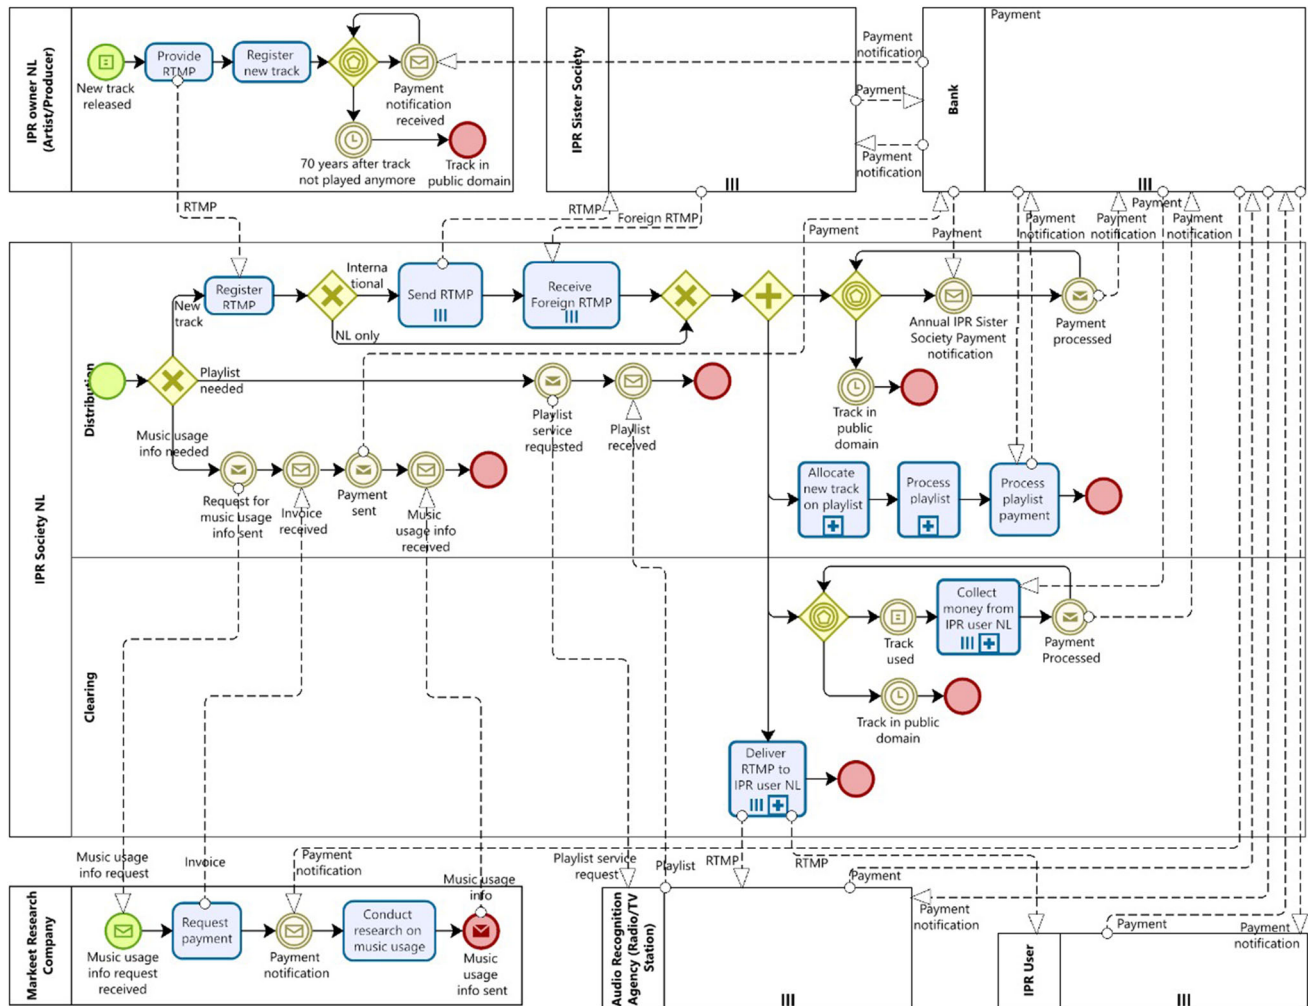 IPR owner NL
(Artist/Producer)
New track
released
Provide
RTMP
Register
new track
Payment
notification
received
70 years after track
not played anymore
Track in
public domain
IPR Sister Society
Bank
Payment
Payment
notification
Payment
Payment
notification
RTMP
RTMP
Foreign RTMP
Payment
Payment
Payment
notification
Payment
notification
Payment
Payment
notification
IPR Society NL
Distribution
New
track
Register
RTMP
Interna
tional
NL only
Send RTMP
Receive
Foreign RTMP
Annual IPR Sister
Society Payment
notification
Payment
processed
Track in
public
domain
Playlist
needed
Playlist
service
requested
Playlist
received
Music usage
info needed
Request for
music usage
info sent
Invoice
received
Payment
sent
Music
usage info
received
Allocate
new track
on playlist
Process
playlist
Process
playlist
payment
Clearing
Track
used
Collect
money from
IPR user NL
Payment
Processed
Track in public
domain
Deliver
RTMP to
IPR user NL
Music usage
info request
Invoice
Payment
notification
Music usage
info
Playlist service
request
Playlist
RTMP
RTMP
Payment
Payment
notification
Payment
Payment
notification
Markeet Research
Company
Music usage
info request
received
Request
payment
Payment
notification
Conduct
research on
music usage
Music
usage
info sent
Audio Recognition
Agency (Radio/TV
Station)
IPR User